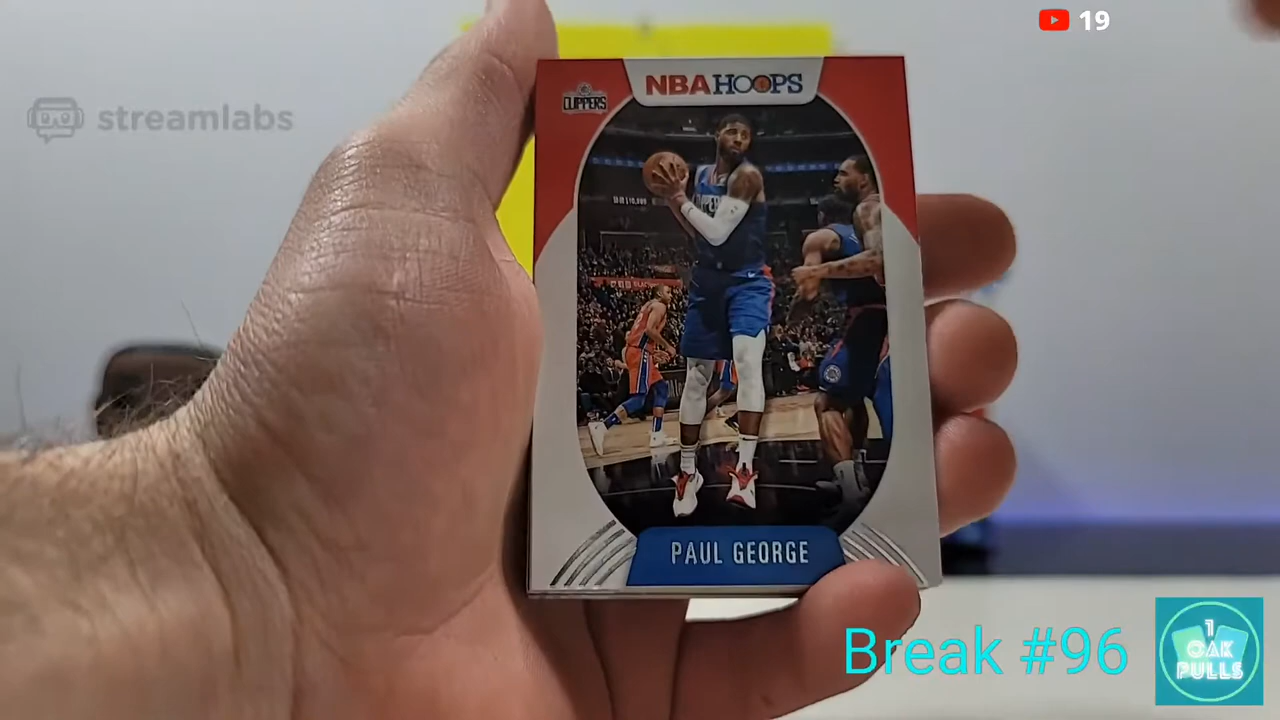 19
streamlabs
NBA HOOPS
CLIPPERS
PAUL GEORGE
Break #96
1
OAK
PULLS